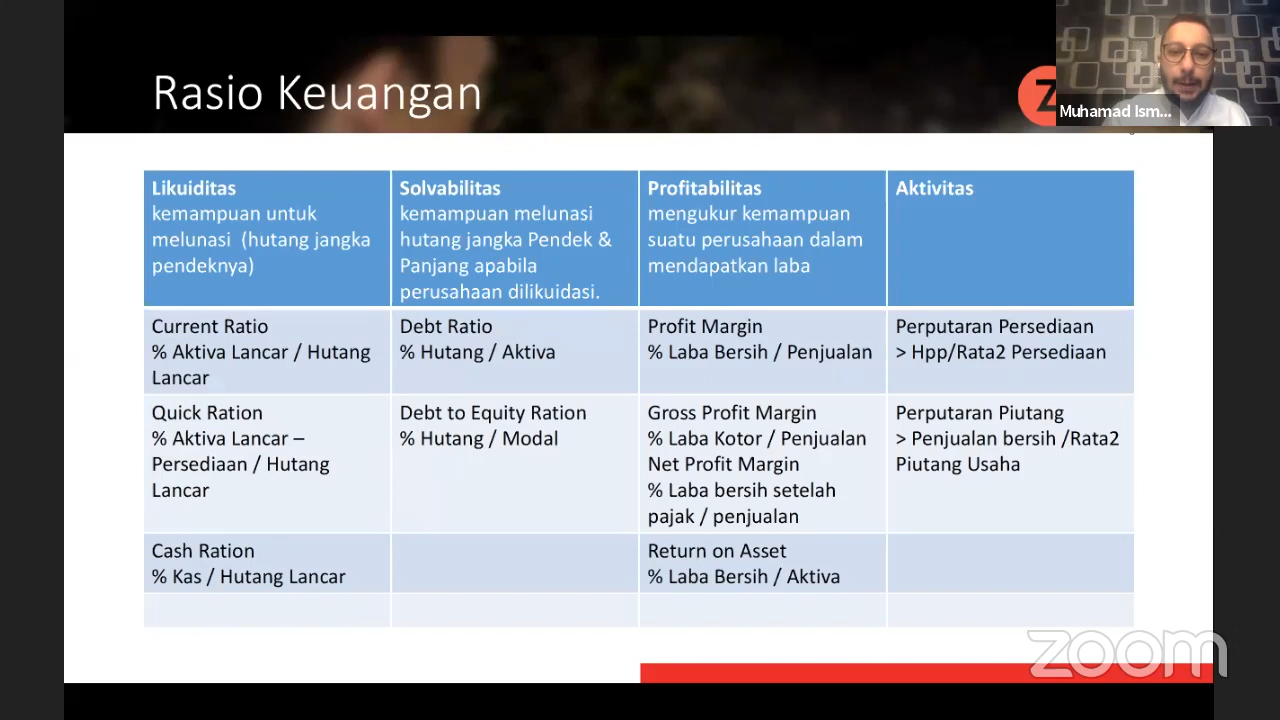 Rasio Keuangan
Z
Muhamad Ism...
Likuiditas
kemampuan untuk
melunasi (hutang jangka
pendeknya)
Solvabilitas
kemampuan melunasi
hutang jangka Pendek &
Panjang apabila
perusahaan dilikuidasi.
Profitabilitas
mengukur kemampuan
suatu perusahaan dalam
mendapatkan laba
Aktivitas
Current Ratio
% Aktiva Lancar / Hutang
Lancar
Debt Ratio
% Hutang / Aktiva
Profit Margin
% Laba Bersih / Penjualan
Perputaran Persediaan
> Hpp/Rata2 Persediaan
Quick Ration
% Aktiva Lancar –
Persediaan / Hutang
Lancar
Debt to Equity Ration
% Hutang / Modal
Gross Profit Margin
% Laba Kotor / Penjualan
Net Profit Margin
% Laba bersih setelah
pajak / penjualan
Perputaran Piutang
> Penjualan bersih /Rata2
Piutang Usaha
Cash Ration
% Kas / Hutang Lancar
Return on Asset
% Laba Bersih / Aktiva
zoom